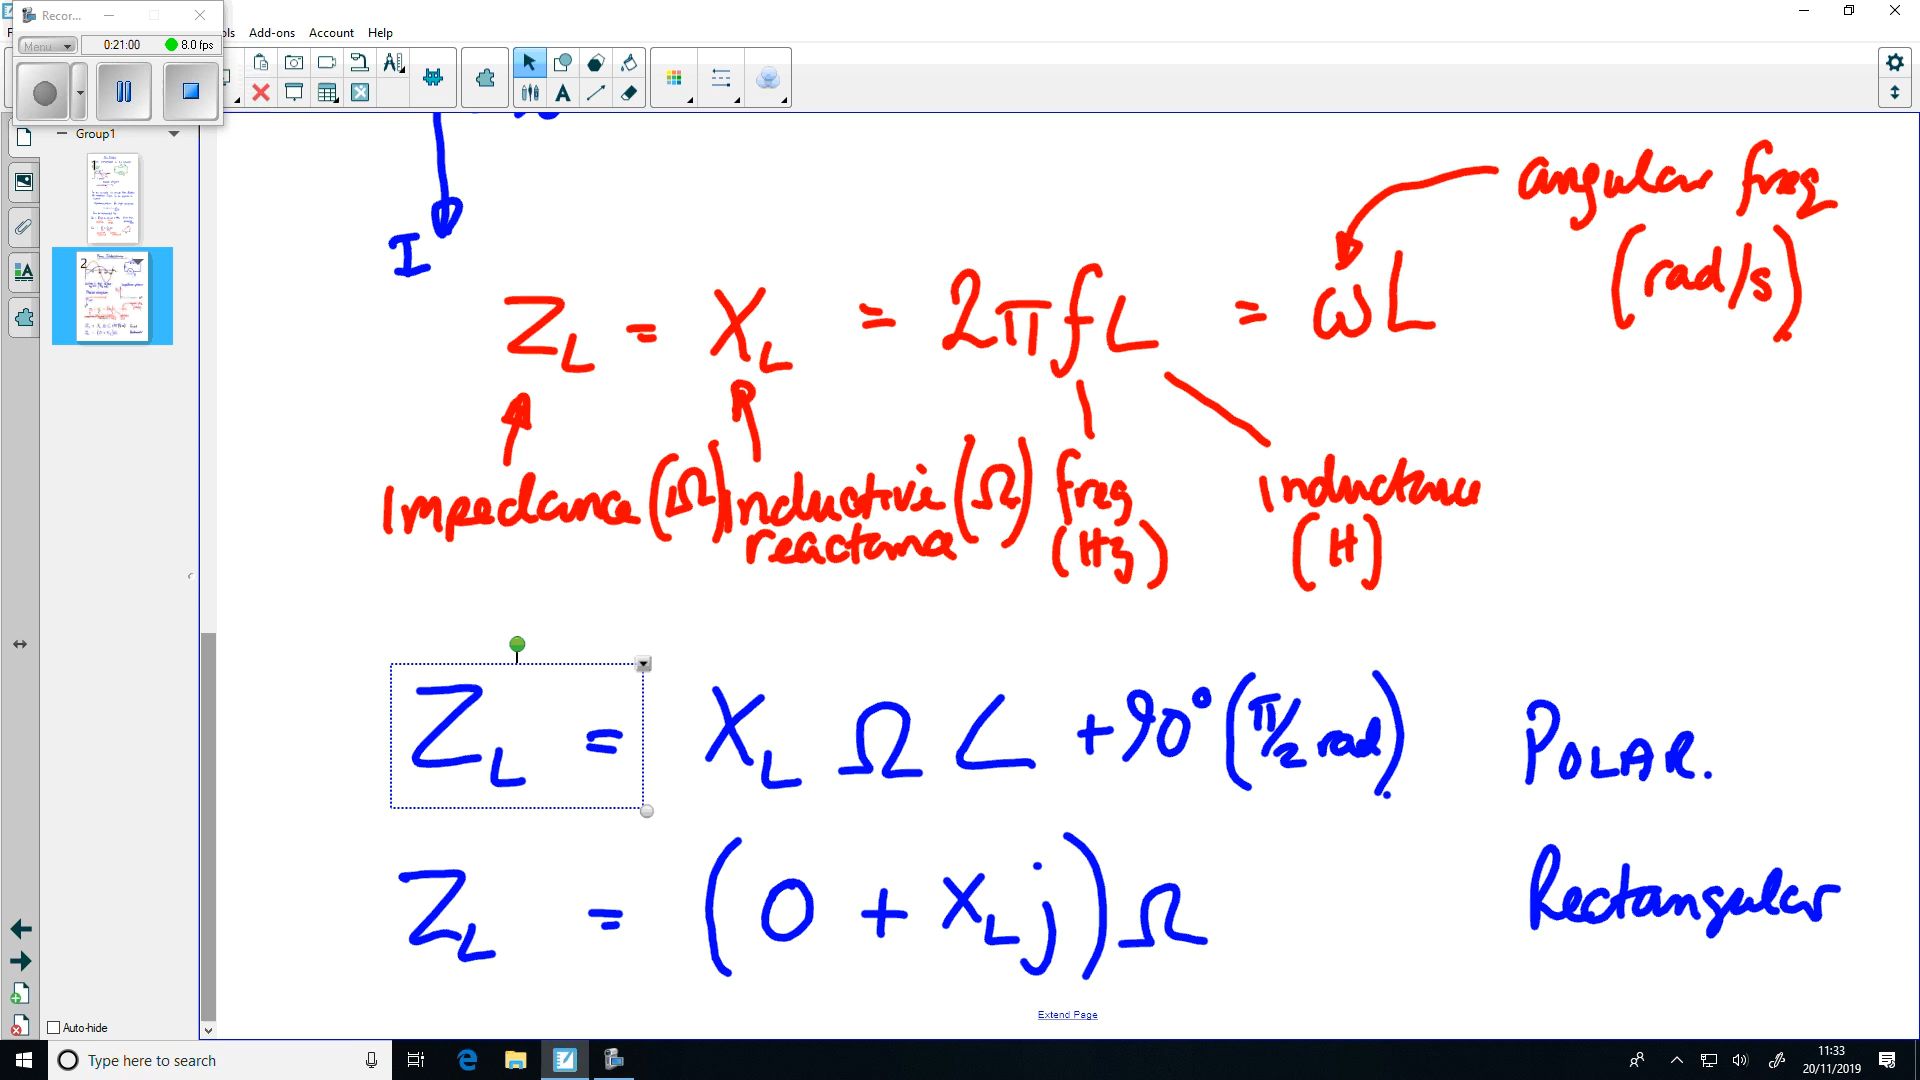 Recor...
Menu
0:21:00
8.0 fps
Add-ons Account Help
Group1
1
2
I
angular freq
(rad/s)
Z_L = X_L = 2πfL = ωL
Impedance (Ω) Inductive (Ω) freq inductance
reactance (Hz) (H)
Z_L = X_L Ω ∠ +90° (π/2 rad) POLAR.
Z_L = (0 + X_L j) Ω Rectangular
Extend Page
Auto-hide
Type here to search
11:33
20/11/2019